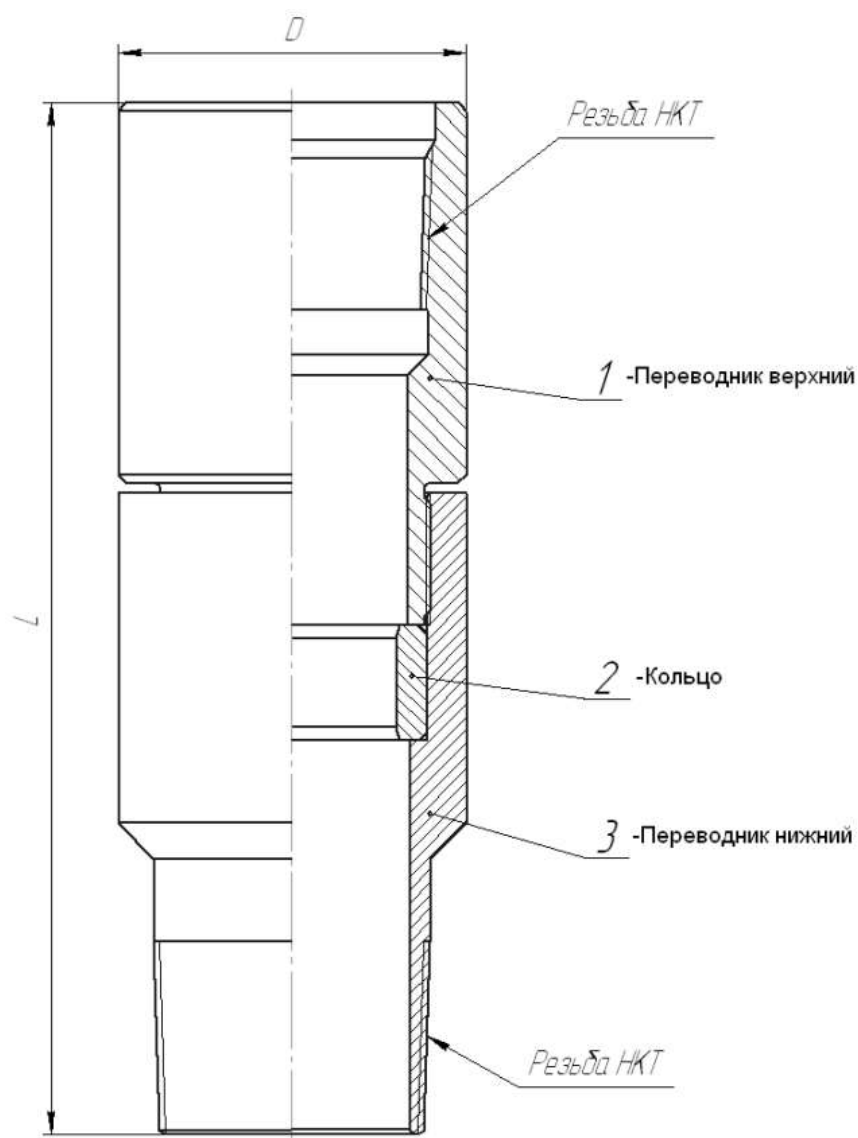 D
Резьба НКТ
1 -Переводник верхний
L
2 -Кольцо
3 -Переводник нижний
Резьба НКТ